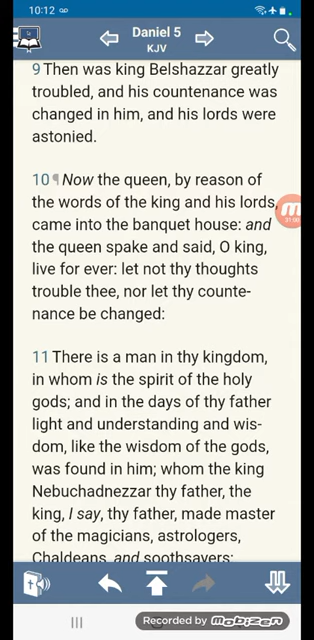 10:12
Daniel 5
KJV
9 Then was king Belshazzar greatly
troubled, and his countenance was
changed in him, and his lords were
astonied.
10 ¶ Now the queen, by reason of
the words of the king and his lords,
came into the banquet house: and
the queen spake and said, O king,
live for ever: let not thy thoughts
trouble thee, nor let thy counte-
nance be changed:
11 There is a man in thy kingdom,
in whom is the spirit of the holy
gods; and in the days of thy father
light and understanding and wis-
dom, like the wisdom of the gods,
was found in him; whom the king
Nebuchadnezzar thy father, the
king, I say, thy father, made master
of the magicians, astrologers,
Chaldeans, and soothsayers;
Recorded by mobizen